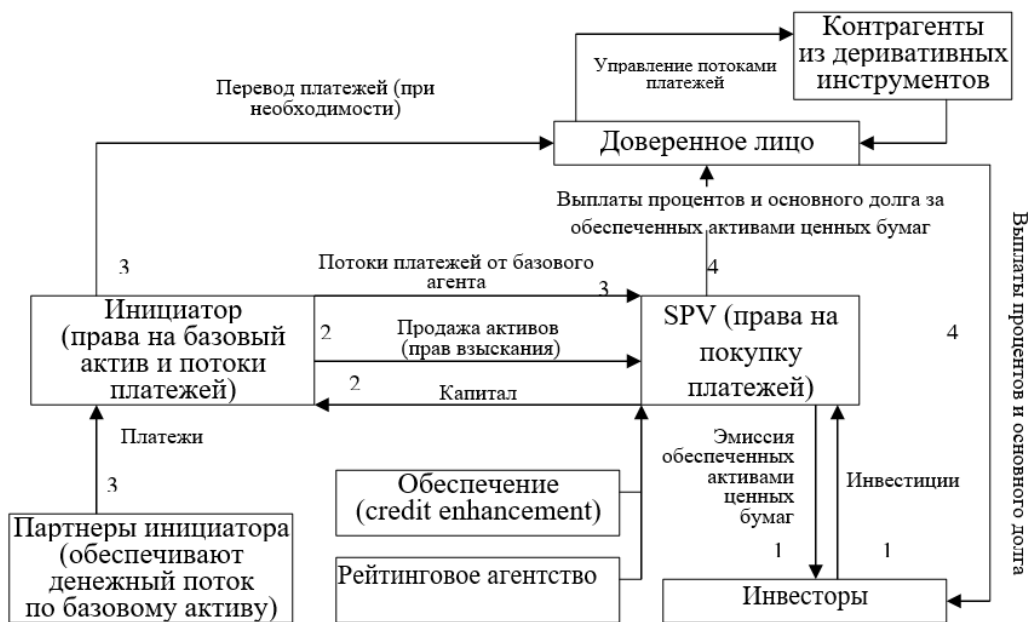 Контрагенты
из деривативных
инструментов
Управление потоками
платежей
Перевод платежей (при
необходимости)
Доверенное лицо
Выплаты процентов и основного долга за
обеспеченных активами ценных бумаг
3
4
Потоки платежей от базового
агента
3
Инициатор
(права на базовый
актив и потоки
платежей)
2
Продажа активов
(прав взыскания)
2
Капитал
SPV (права на
покупку
платежей)
4
Выплаты процентов и основного долга
Платежи
3
Эмиссия
обеспеченных
активами
ценных
бумаг
Инвестиции
Обеспечение
(credit enhancement)
Партнеры инициатора
(обеспечивают
денежный поток
по базовому активу)
Рейтинговое агентство
1
1
Инвесторы